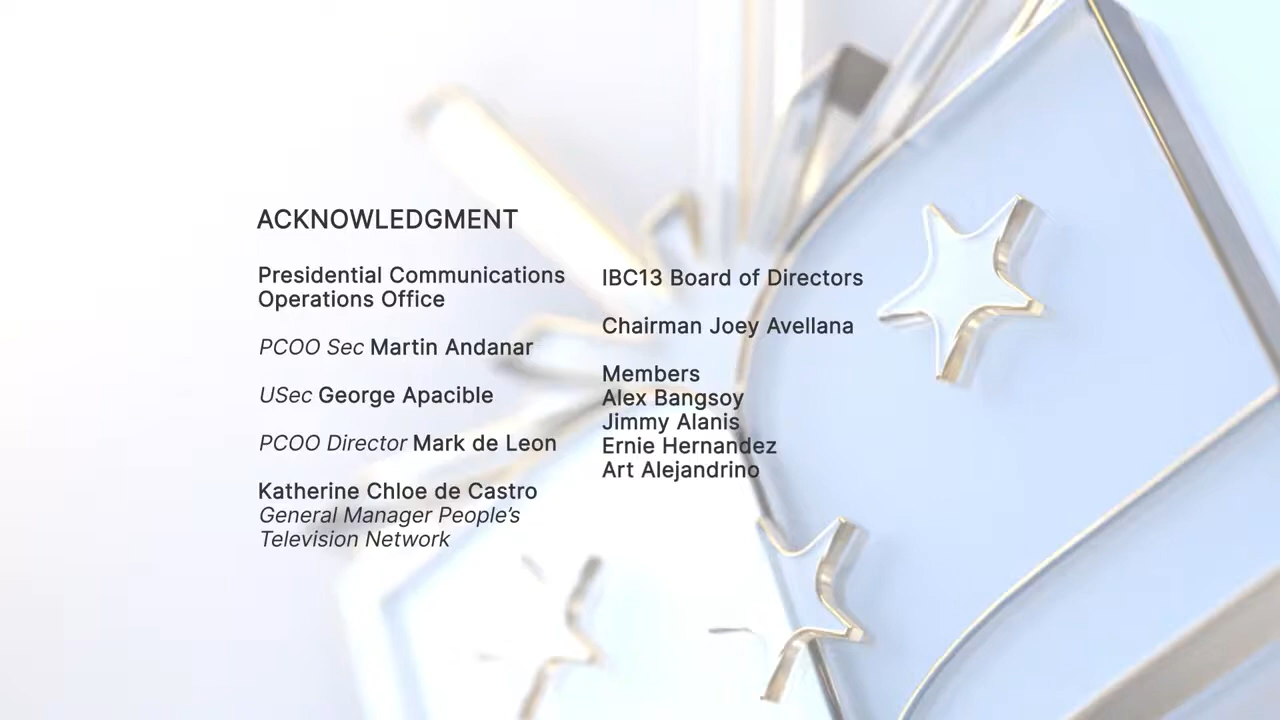 ACKNOWLEDGMENT
Presidential Communications
Operations Office
PCOO Sec Martin Andanar
USec George Apacible
PCOO Director Mark de Leon
Katherine Chloe de Castro
General Manager People’s
Television Network
IBC13 Board of Directors
Chairman Joey Avellana
Members
Alex Bangsoy
Jimmy Alanis
Ernie Hernandez
Art Alejandrino